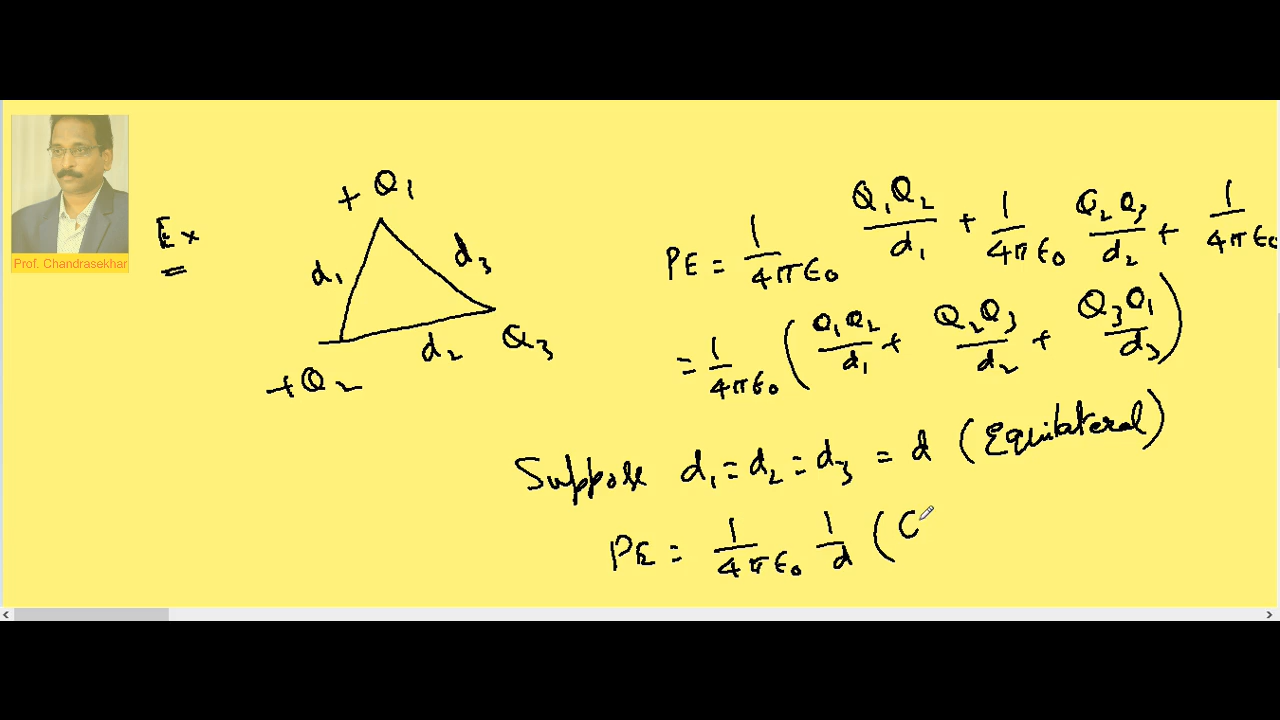 Prof. Chandrasekhar
Ex
+ Q₁
d₁
d₃
d₂
+Q₂
Q₃
PE = 1/4πε₀ Q₁Q₂/d₁ + 1/4πε₀ Q₂Q₃/d₂ + 1/4πε₀
= 1/4πε₀ (Q₁Q₂/d₁ + Q₂Q₃/d₂ + Q₃Q₁/d₃)
Suppose d₁ = d₂ = d₃ = d (Equilateral)
PE = 1/4πε₀ 1/d (